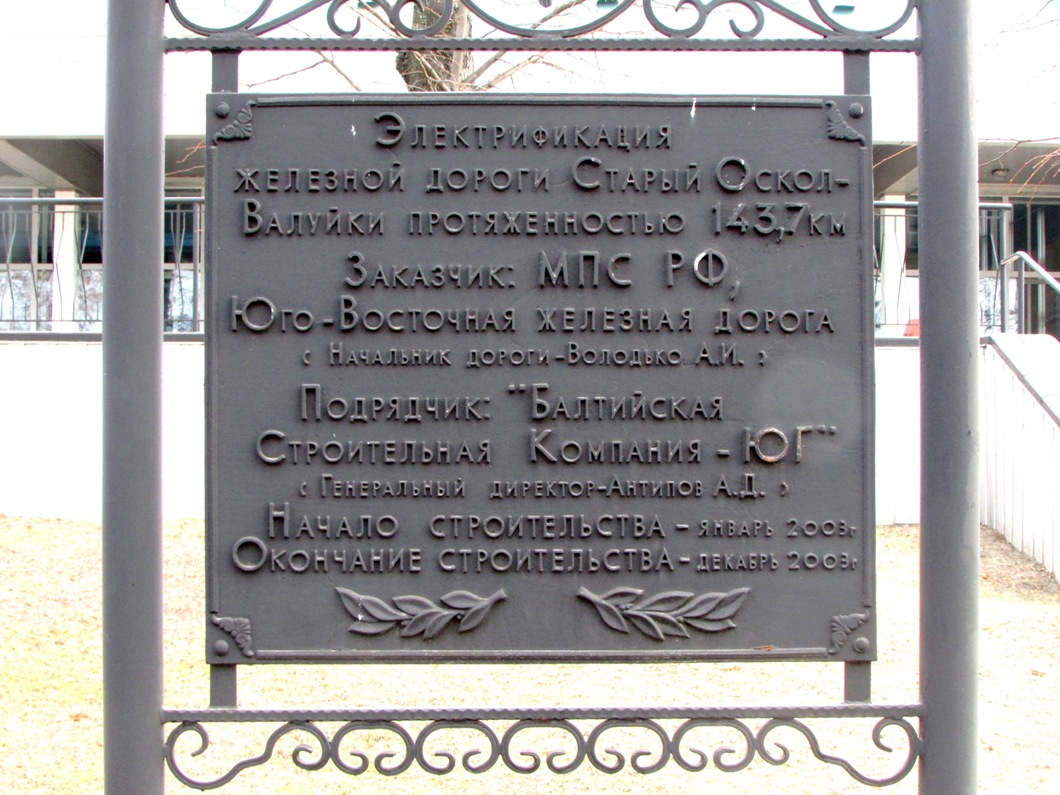 Электрификация
железной дороги Старый Оскол-
Валуйки протяженностью 143,7км
Заказчик: МПС РФ,
Юго-Восточная железная дорога
( Начальник дороги-Володько А.И. )
Подрядчик: "Балтийская
Строительная Компания - ЮГ"
( Генеральный директор-Антипов А.Д. )
Начало строительства - январь 2003г
Окончание строительства - декабрь 2003г